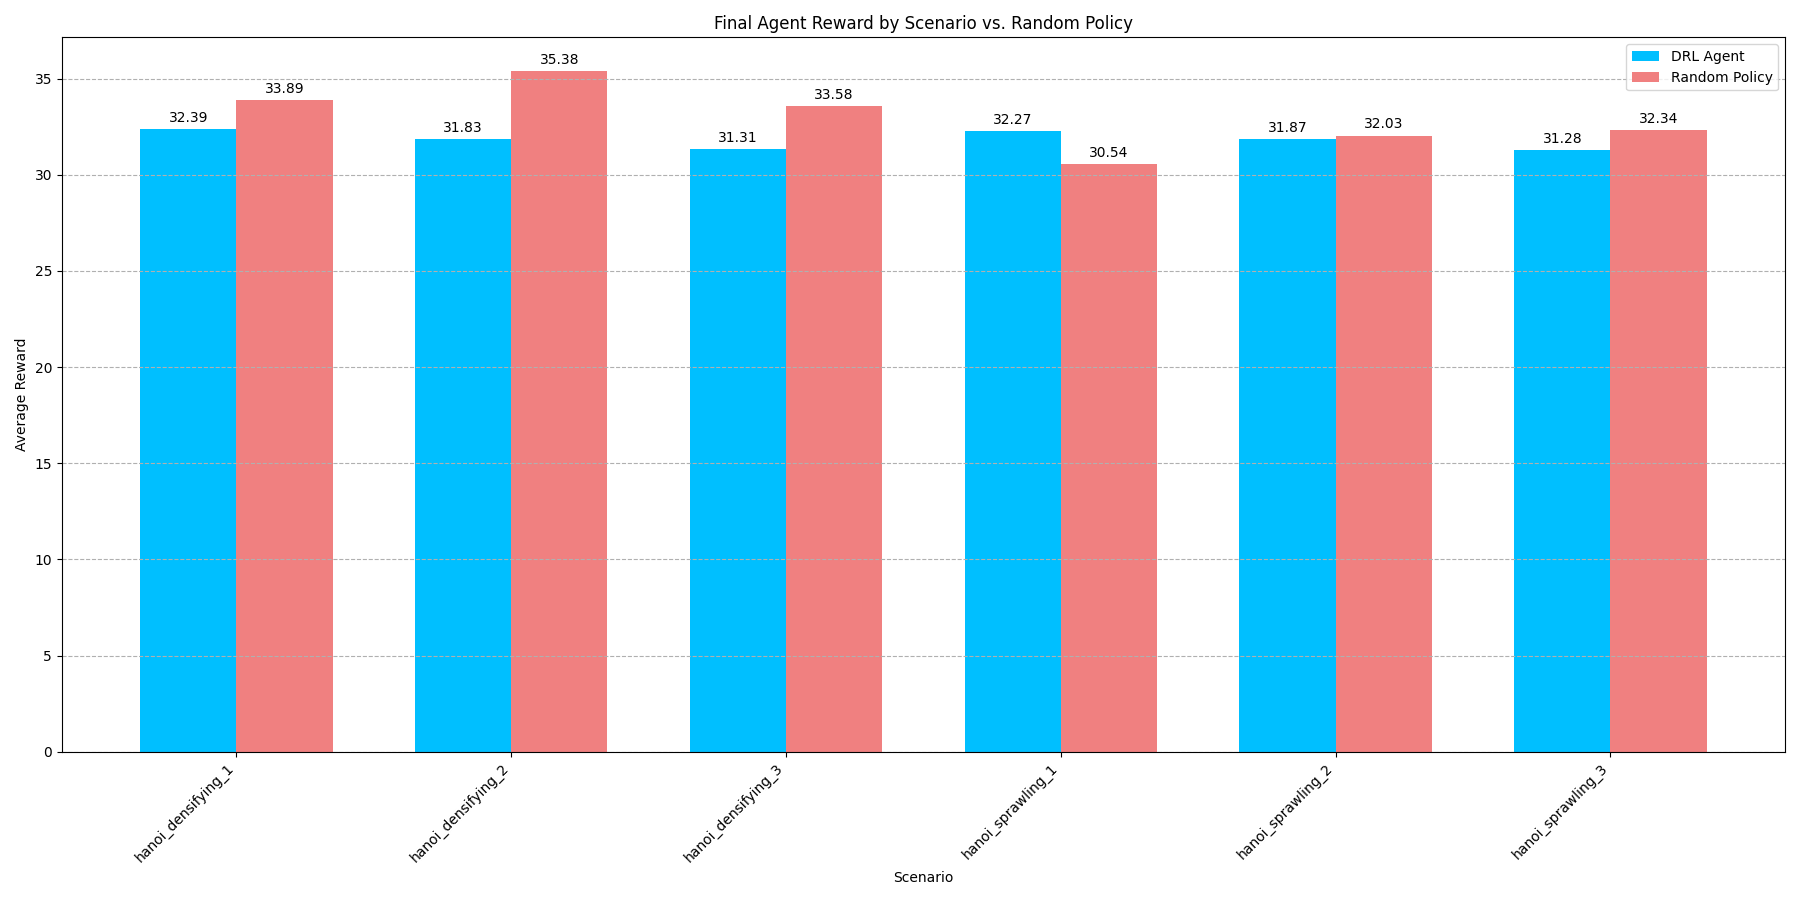 Final Agent Reward by Scenario vs. Random Policy
DRL Agent
Random Policy
Average Reward
35
30
25
20
15
10
5
0
32.39
33.89
31.83
35.38
31.31
33.58
32.27
30.54
31.87
32.03
31.28
32.34
hanoi_densifying_1
hanoi_densifying_2
hanoi_densifying_3
hanoi_sprawling_1
hanoi_sprawling_2
hanoi_sprawling_3
Scenario